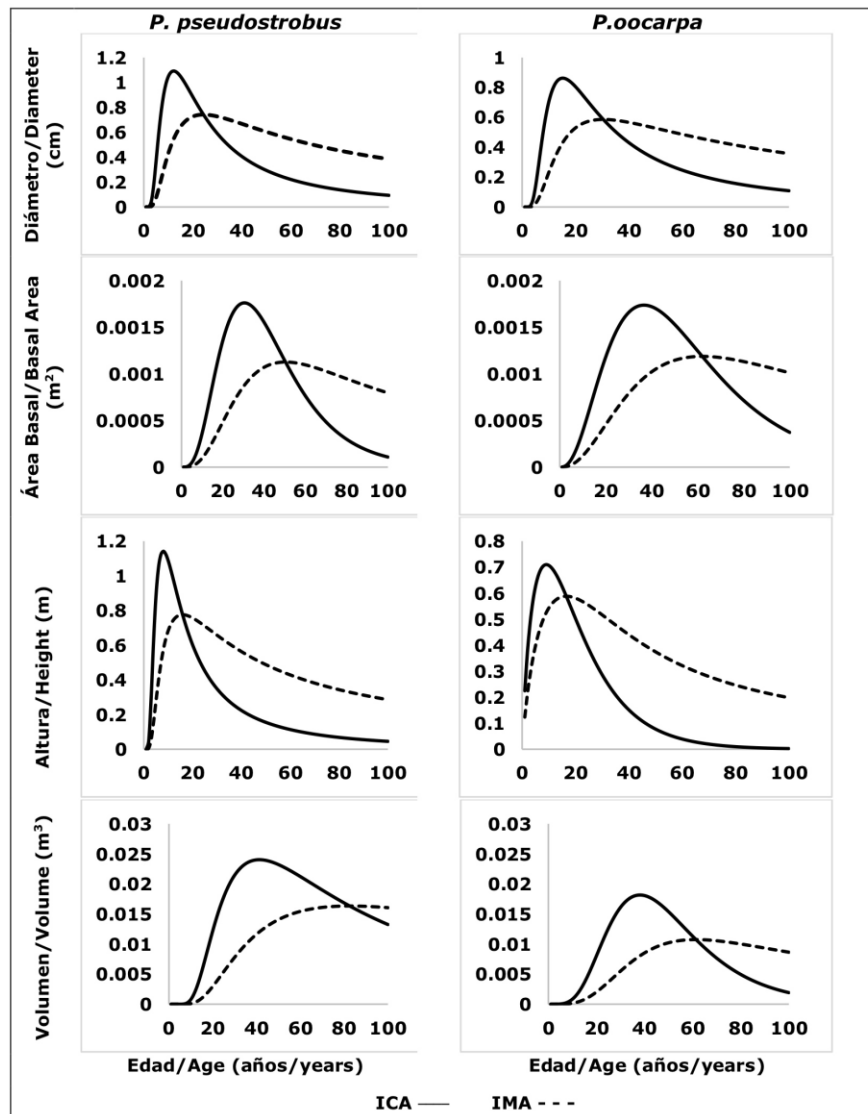 P. pseudostrobus
P.oocarpa
Diámetro/Diameter
(cm)
1.2
1
0.8
0.6
0.4
0.2
0
0 20 40 60 80 100
1
0.8
0.6
0.4
0.2
0
0 20 40 60 80 100
Área Basal/Basal Area
(m²)
0.002
0.0015
0.001
0.0005
0
0 20 40 60 80 100
0.002
0.0015
0.001
0.0005
0
0 20 40 60 80 100
Altura/Height (m)
1.2
1
0.8
0.6
0.4
0.2
0
0 20 40 60 80 100
0.8
0.7
0.6
0.5
0.4
0.3
0.2
0.1
0
0 20 40 60 80 100
Volumen/Volume (m³)
0.03
0.025
0.02
0.015
0.01
0.005
0
0 20 40 60 80 100
0.03
0.025
0.02
0.015
0.01
0.005
0
0 20 40 60 80 100
Edad/Age (años/years)
Edad/Age (años/years)
ICA IMA